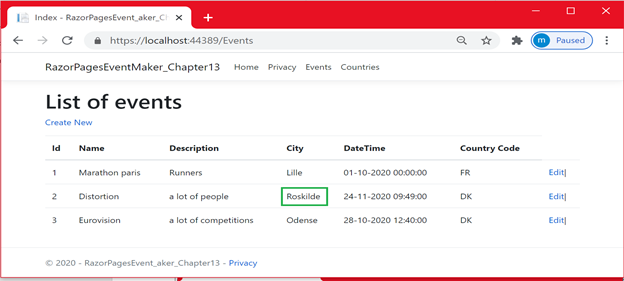 Index - RazorPagesEvent_aker_Ch
https://localhost:44389/Events
m Paused
RazorPagesEventMaker_Chapter13 Home Privacy Events Countries
List of events
Create New
Id Name Description City DateTime Country Code
1 Marathon paris Runners Lille 01-10-2020 00:00:00 FR Edit|
2 Distortion a lot of people Roskilde 24-11-2020 09:49:00 DK Edit|
3 Eurovision a lot of competitions Odense 28-10-2020 12:40:00 DK Edit|
© 2020 - RazorPagesEvent_aker_Chapter13 - Privacy